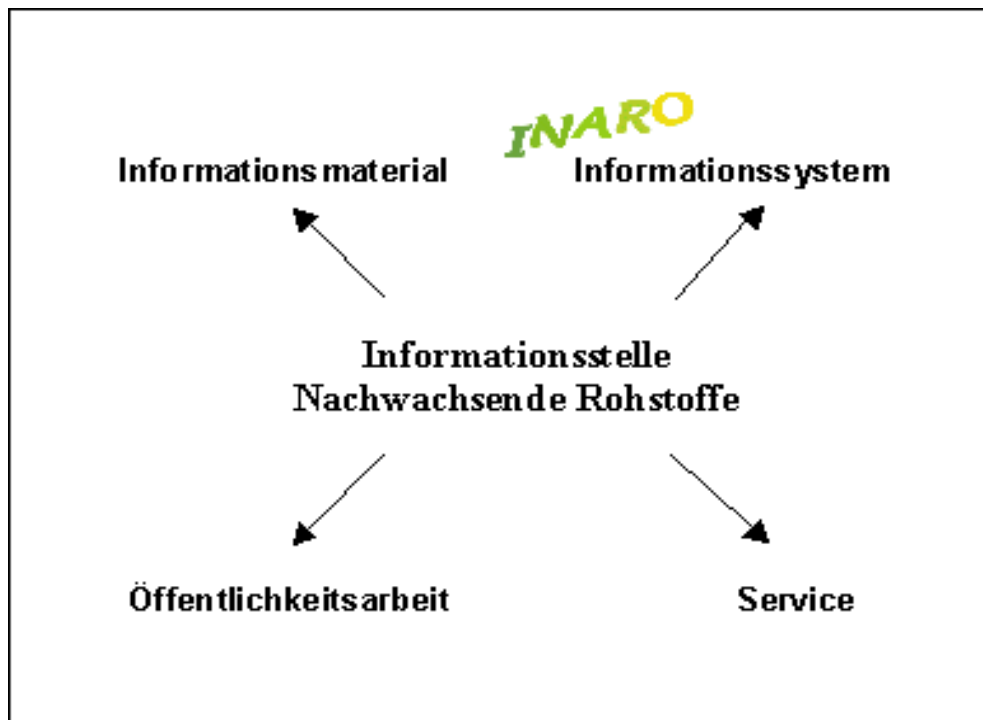 INARO
Informationsmaterial
Informationssystem
Informationsstelle
Nachwachsende Rohstoffe
Öffentlichkeitsarbeit
Service